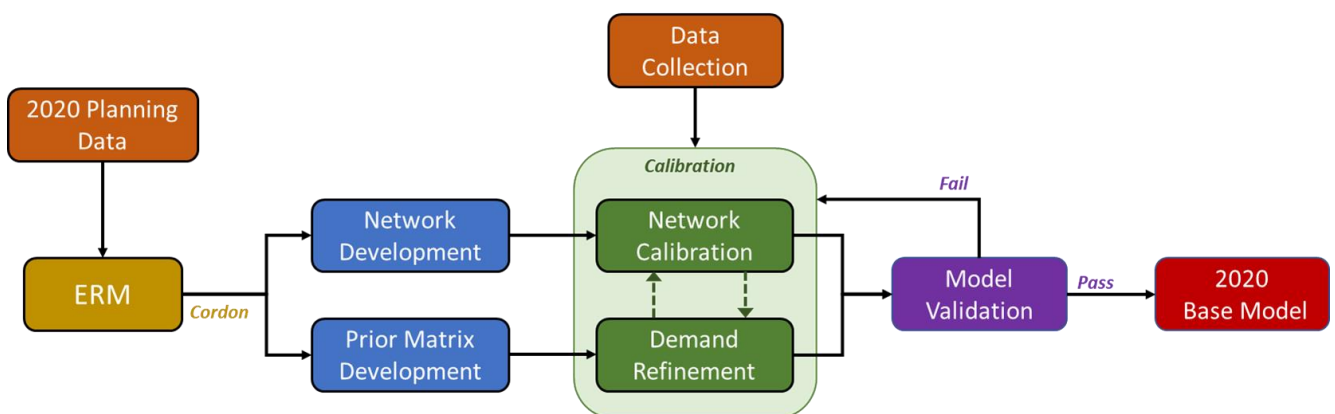 Data
Collection
2020 Planning
Data
Calibration
Fail
Network
Development
Network
Calibration
ERM
Cordon
Model
Validation
Pass
2020
Base Model
Prior Matrix
Development
Demand
Refinement